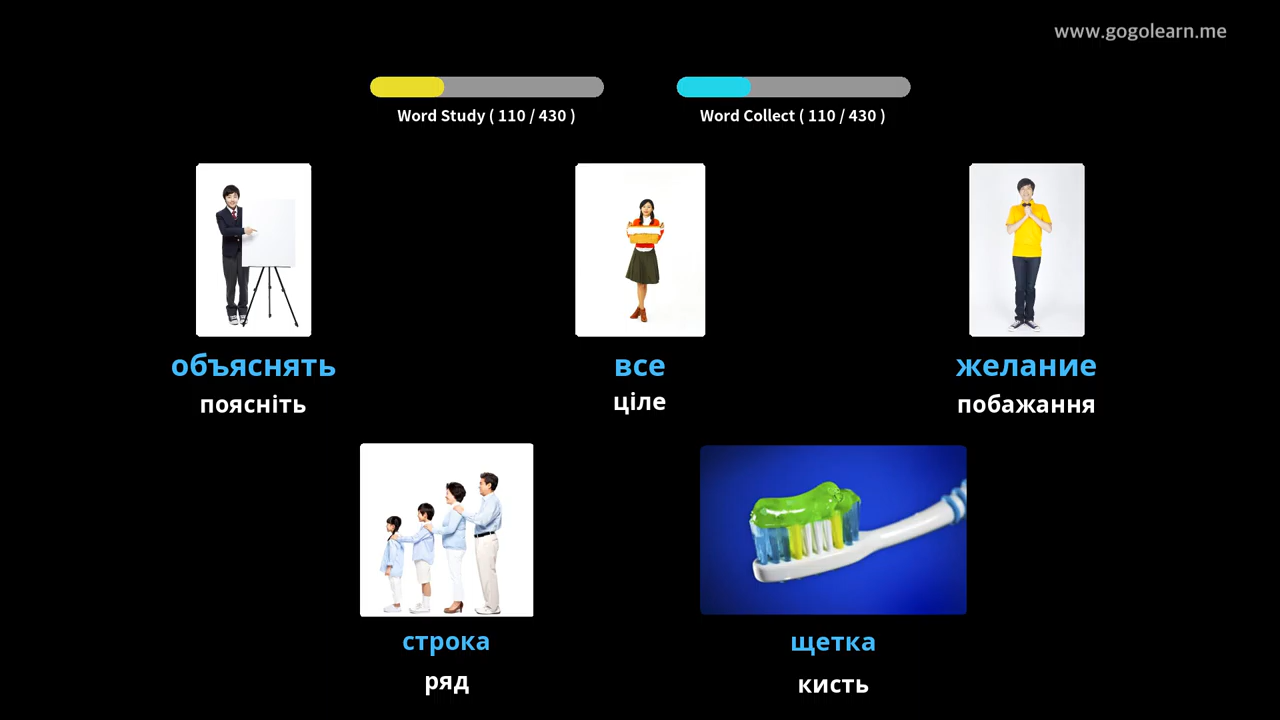 www.gogolearn.me
Word Study ( 110 / 430 )
Word Collect ( 110 / 430 )
объяснять
поясніть
все
ціле
желание
побажання
строка
ряд
щетка
кисть